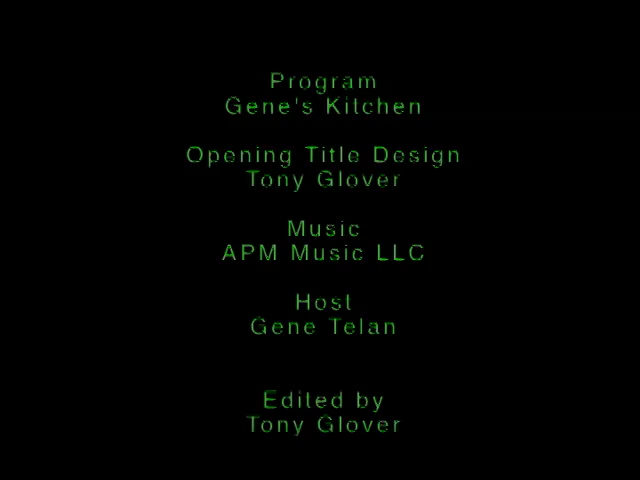 Program
Gene's Kitchen
Opening Title Design
Tony Glover
Music
APM Music LLC
Host
Gene Telan
Edited by
Tony Glover